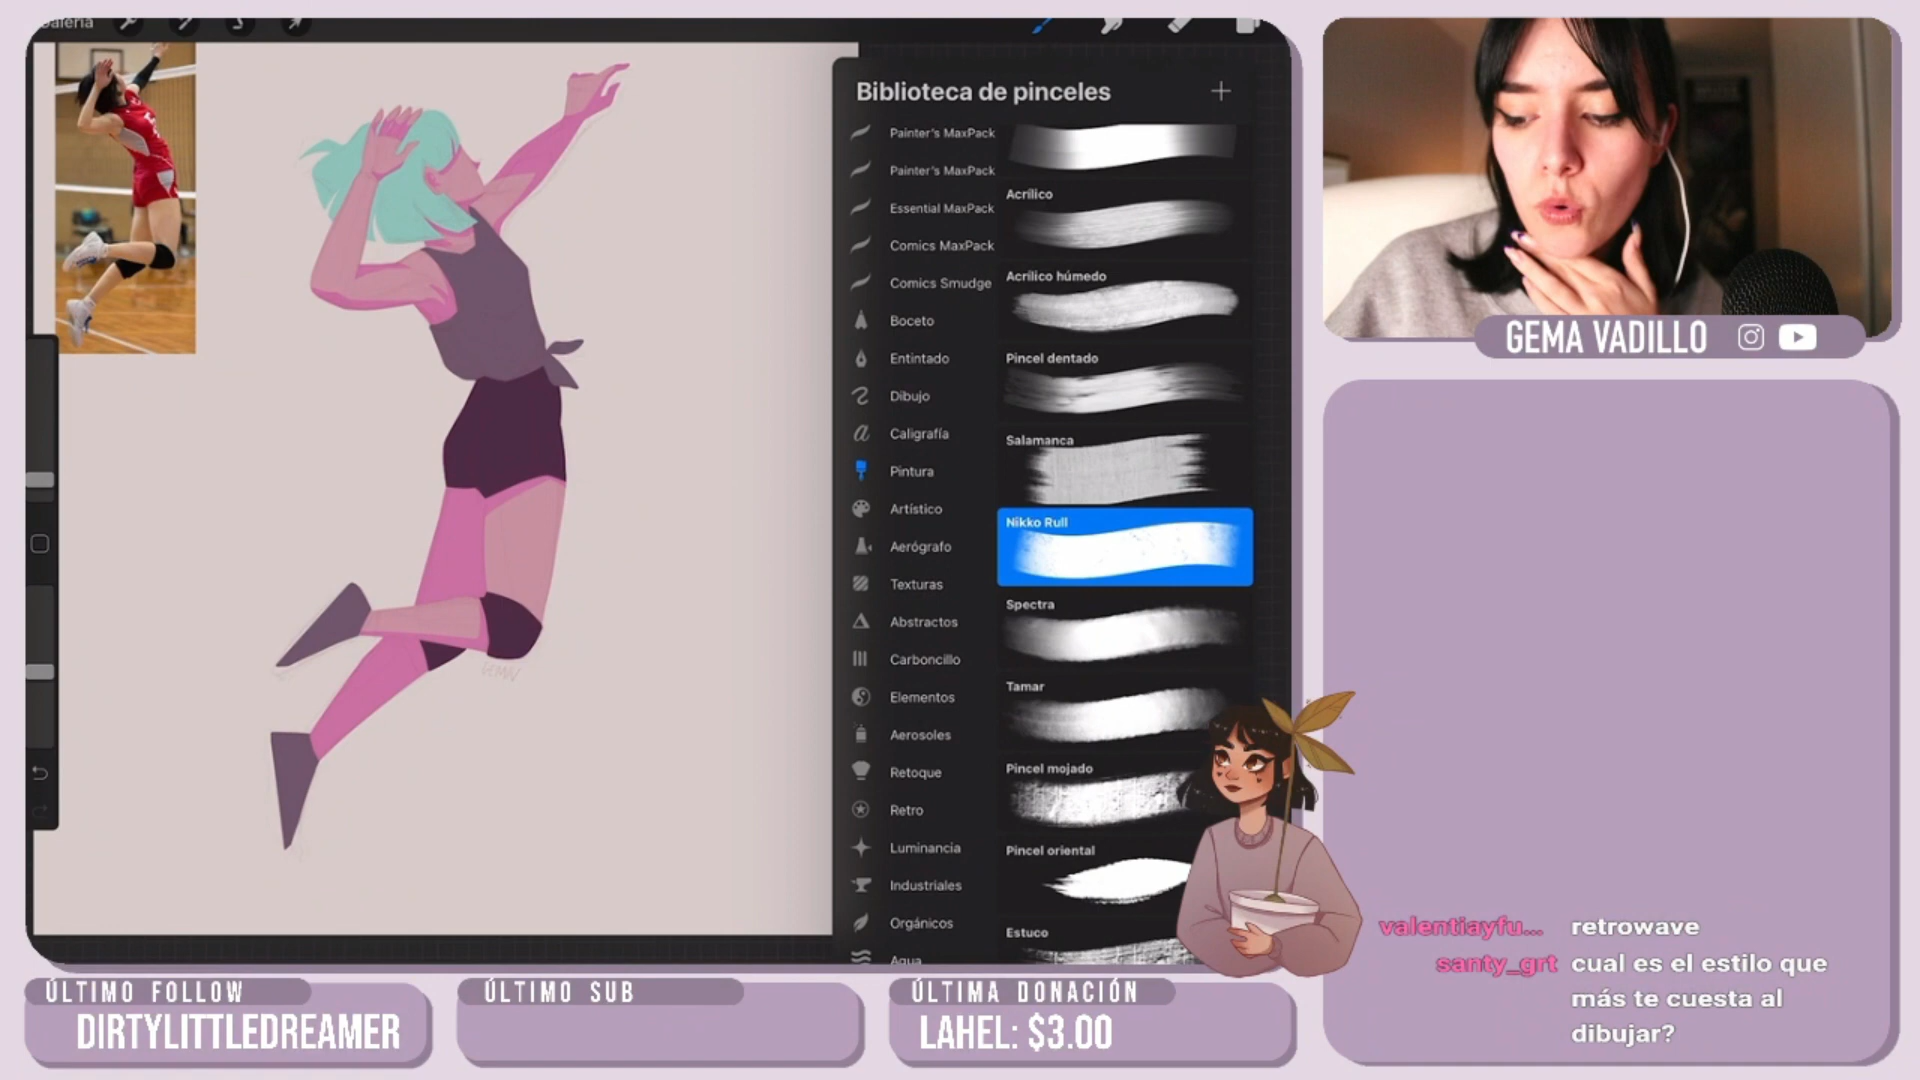 Galería
Biblioteca de pinceles
Painter's MaxPack
Painter's MaxPack
Essential MaxPack
Comics MaxPack
Comics Smudge
Boceto
Entintado
Dibujo
Caligrafía
Pintura
Artístico
Aerógrafo
Texturas
Abstractos
Carboncillo
Elementos
Aerosoles
Retoque
Retro
Luminancia
Industriales
Orgánicos
Agua
Acrílico
Acrílico húmedo
Pincel dentado
Salamanca
Nikko Rull
Spectra
Tamar
Pincel mojado
Pincel oriental
Estuco
GEMA VADILLO
valentiayfu... retrowave
santy_grt cual es el estilo que
más te cuesta al
dibujar?
ÚLTIMO FOLLOW
DIRTYLITTLEDREAMER
ÚLTIMO SUB
ÚLTIMA DONACIÓN
LAHEL: $3.00